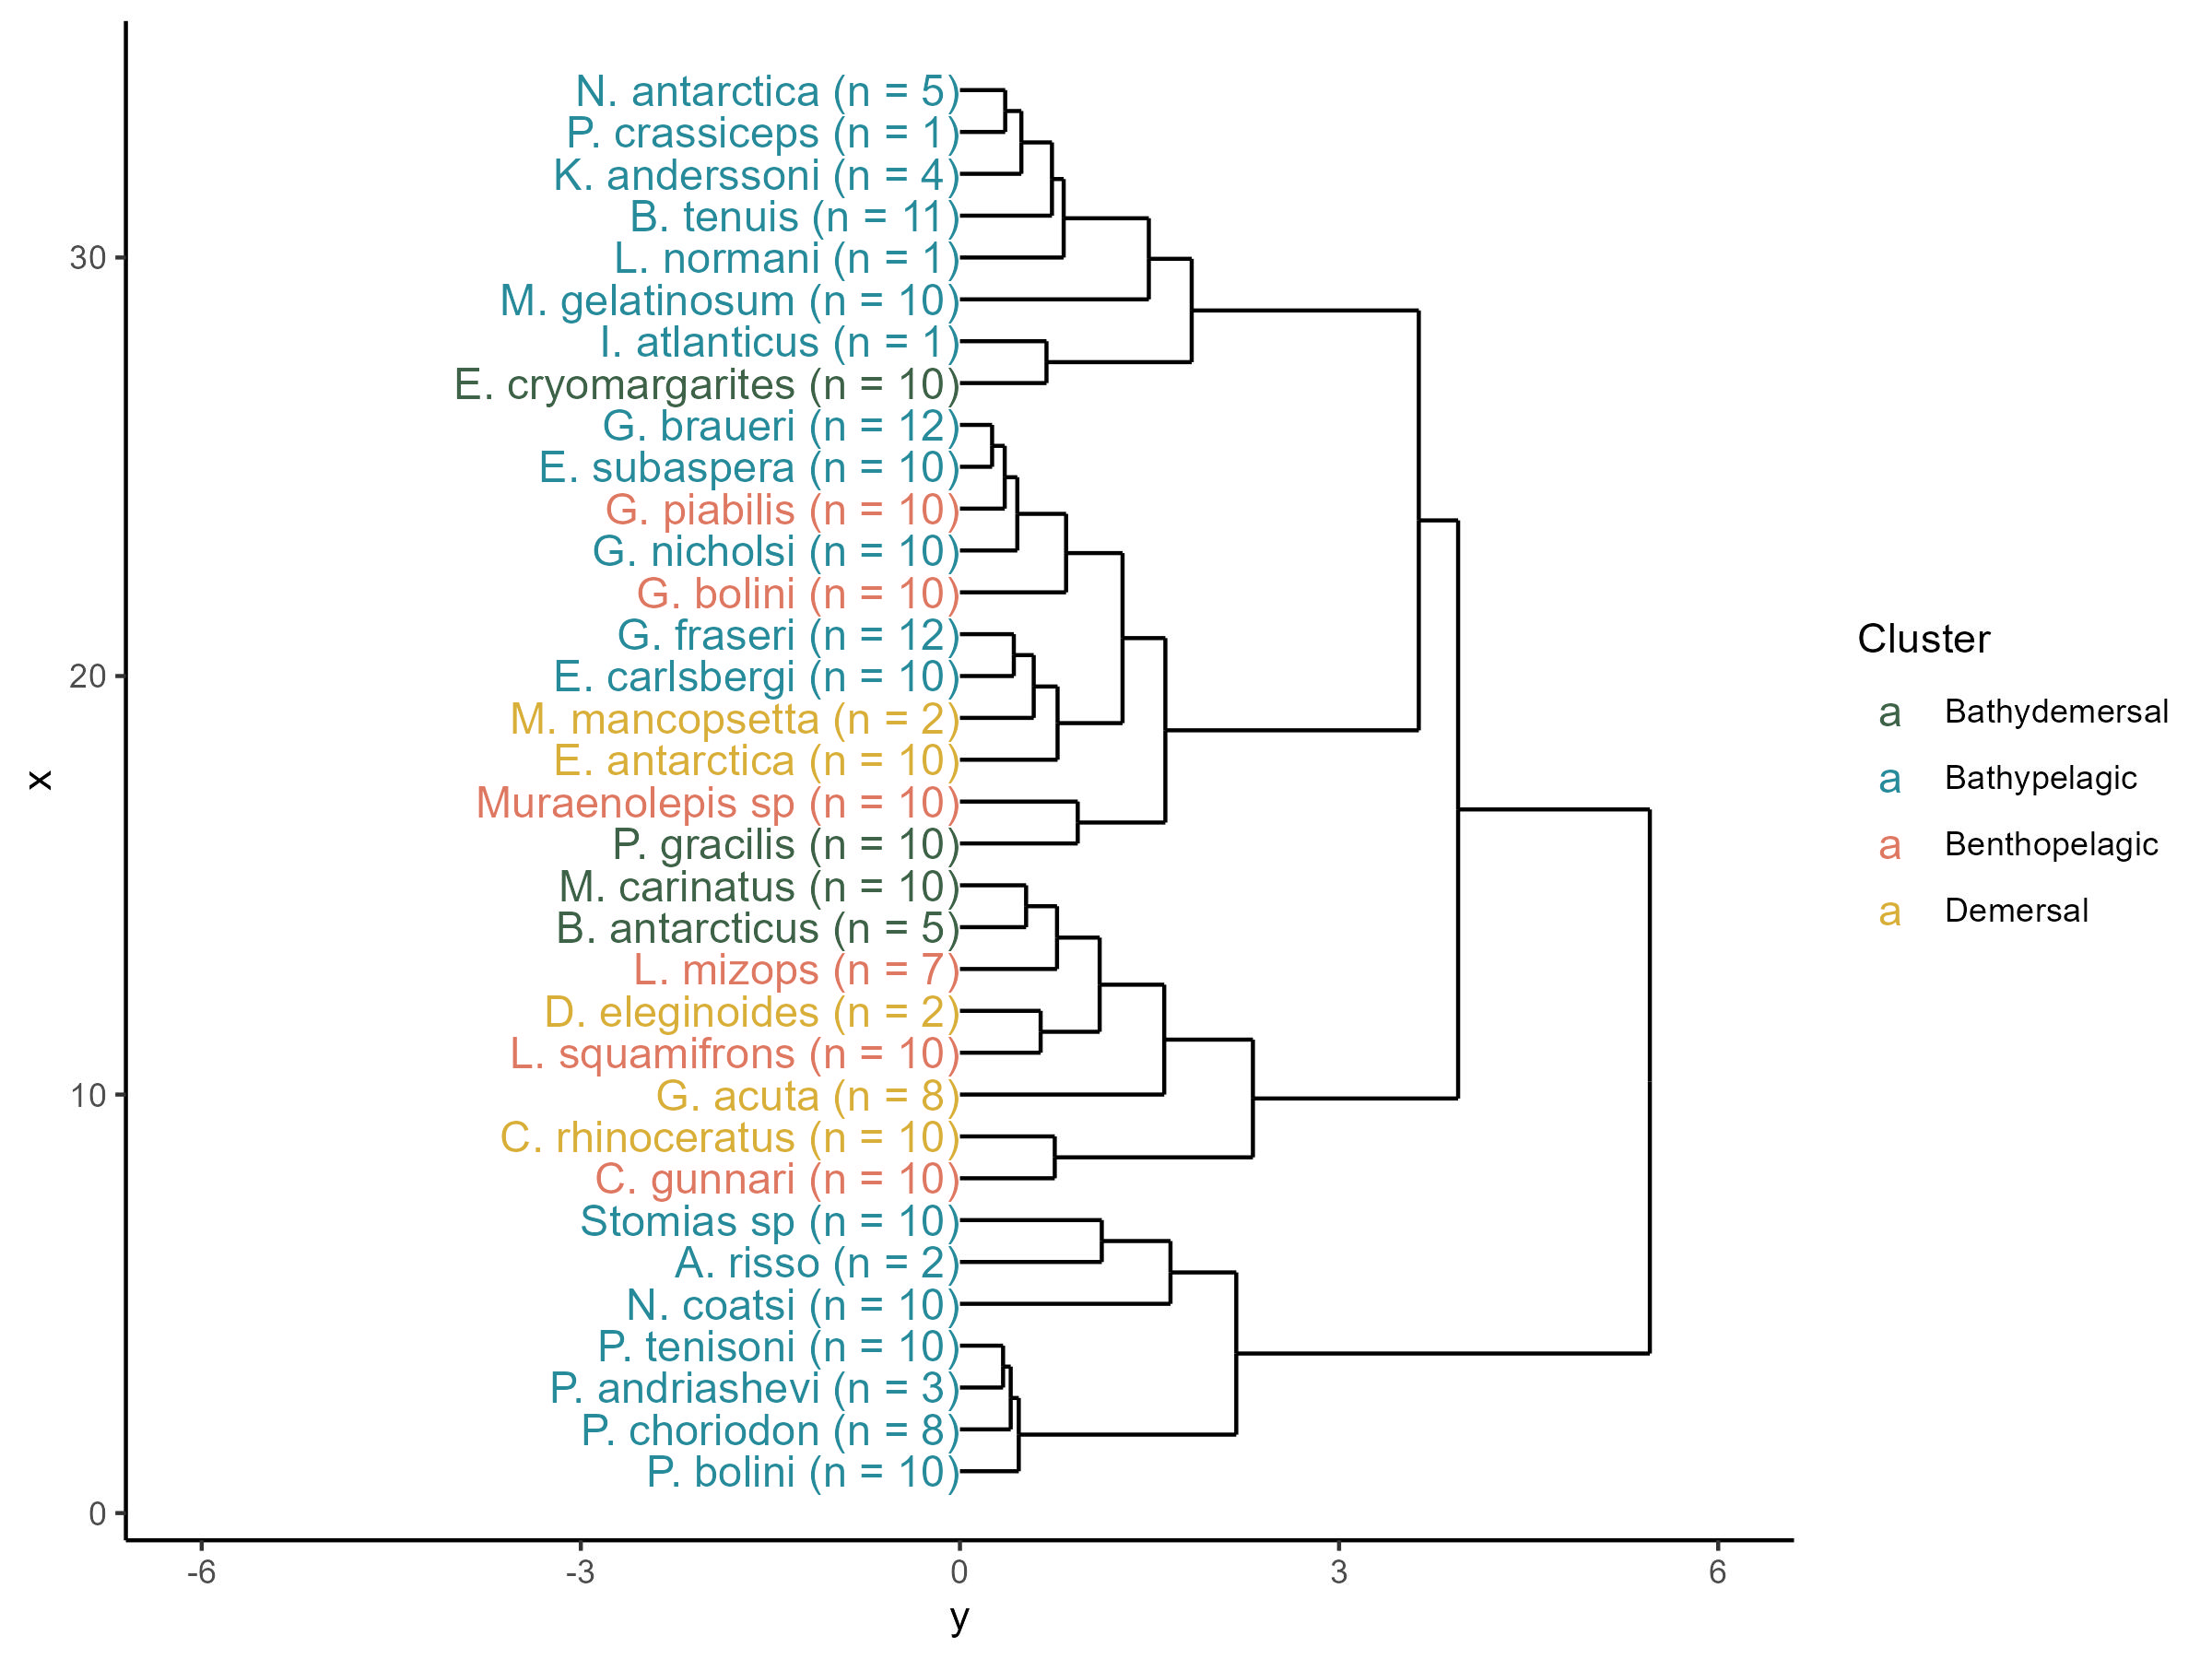 N. antarctica (n = 5)
P. crassiceps (n = 1)
K. anderssoni (n = 4)
B. tenuis (n = 11)
L. normani (n = 1)
M. gelatinosum (n = 10)
I. atlanticus (n = 1)
E. cryomargarites (n = 10)
G. braueri (n = 12)
E. subaspera (n = 10)
G. piabilis (n = 10)
G. nicholsi (n = 10)
G. bolini (n = 10)
G. fraseri (n = 12)
E. carlsbergi (n = 10)
M. mancopsetta (n = 2)
E. antarctica (n = 10)
Muraenolepis sp (n = 10)
P. gracilis (n = 10)
M. carinatus (n = 10)
B. antarcticus (n = 5)
L. mizops (n = 7)
D. eleginoides (n = 2)
L. squamifrons (n = 10)
G. acuta (n = 8)
C. rhinoceratus (n = 10)
C. gunnari (n = 10)
Stomias sp (n = 10)
A. risso (n = 2)
N. coatsi (n = 10)
P. tenisoni (n = 10)
P. andriashevi (n = 3)
P. choriodon (n = 8)
P. bolini (n = 10)
30
20
10
0
x
-6
-3
0
3
6
y
Cluster
a Bathydemersal
a Bathypelagic
a Benthopelagic
a Demersal